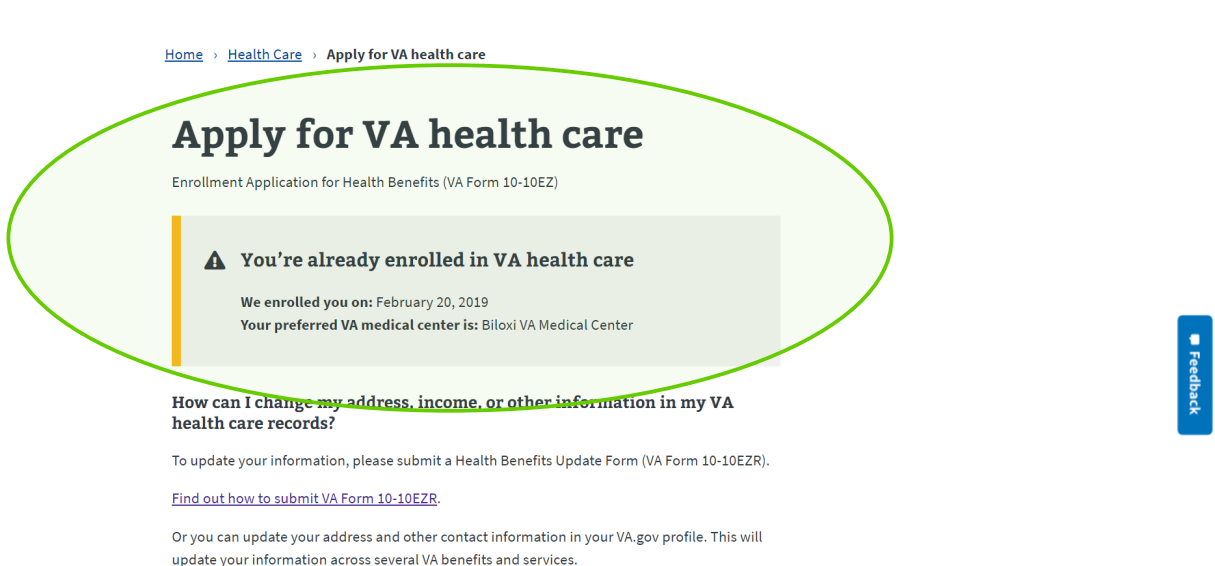 Home › Health Care › Apply for VA health care
Apply for VA health care
Enrollment Application for Health Benefits (VA Form 10-10EZ)
You're already enrolled in VA health care
We enrolled you on: February 20, 2019
Your preferred VA medical center is: Biloxi VA Medical Center
How can I change my address, income, or other information in my VA
health care records?
To update your information, please submit a Health Benefits Update Form (VA Form 10-10EZR).
Find out how to submit VA Form 10-10EZR.
Or you can update your address and other contact information in your VA.gov profile. This will
update your information across several VA benefits and services.
Feedback